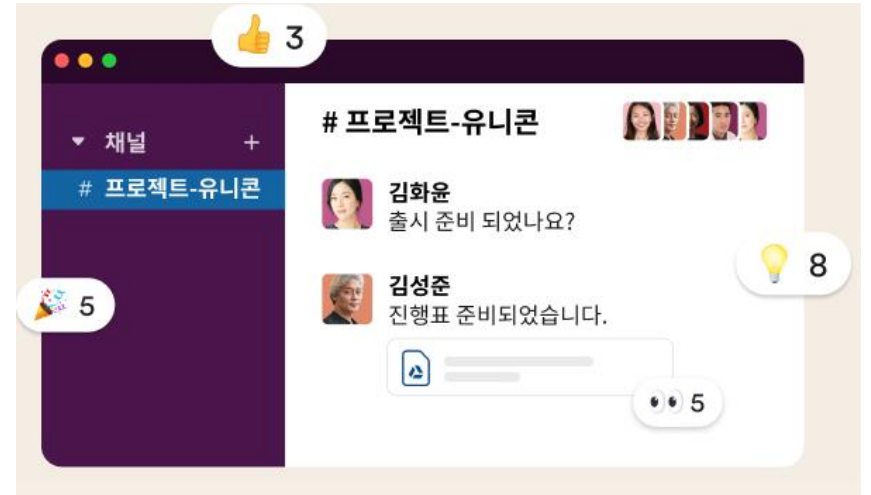 3
채널 +
# 프로젝트-유니콘
# 프로젝트-유니콘
김화윤
출시 준비 되었나요?
김성준
진행표 준비되었습니다.
5
8
5